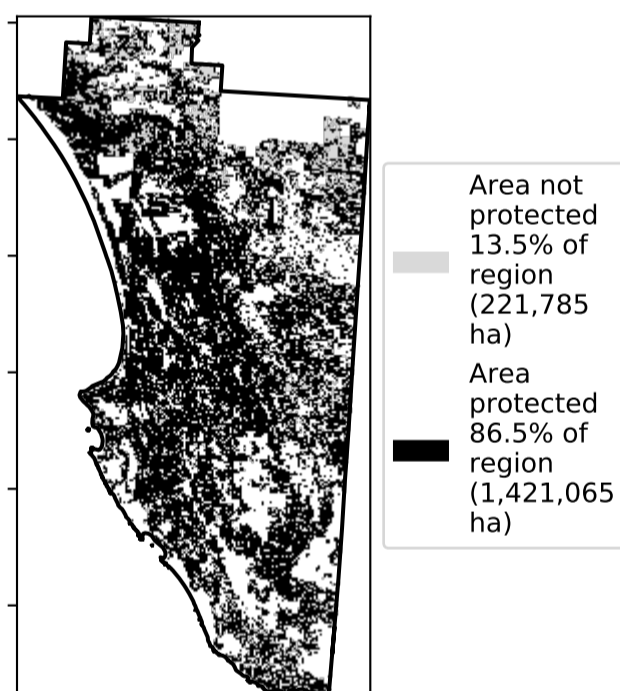 Area not
protected
13.5% of
region
(221,785
ha)
Area
protected
86.5% of
region
(1,421,065
ha)